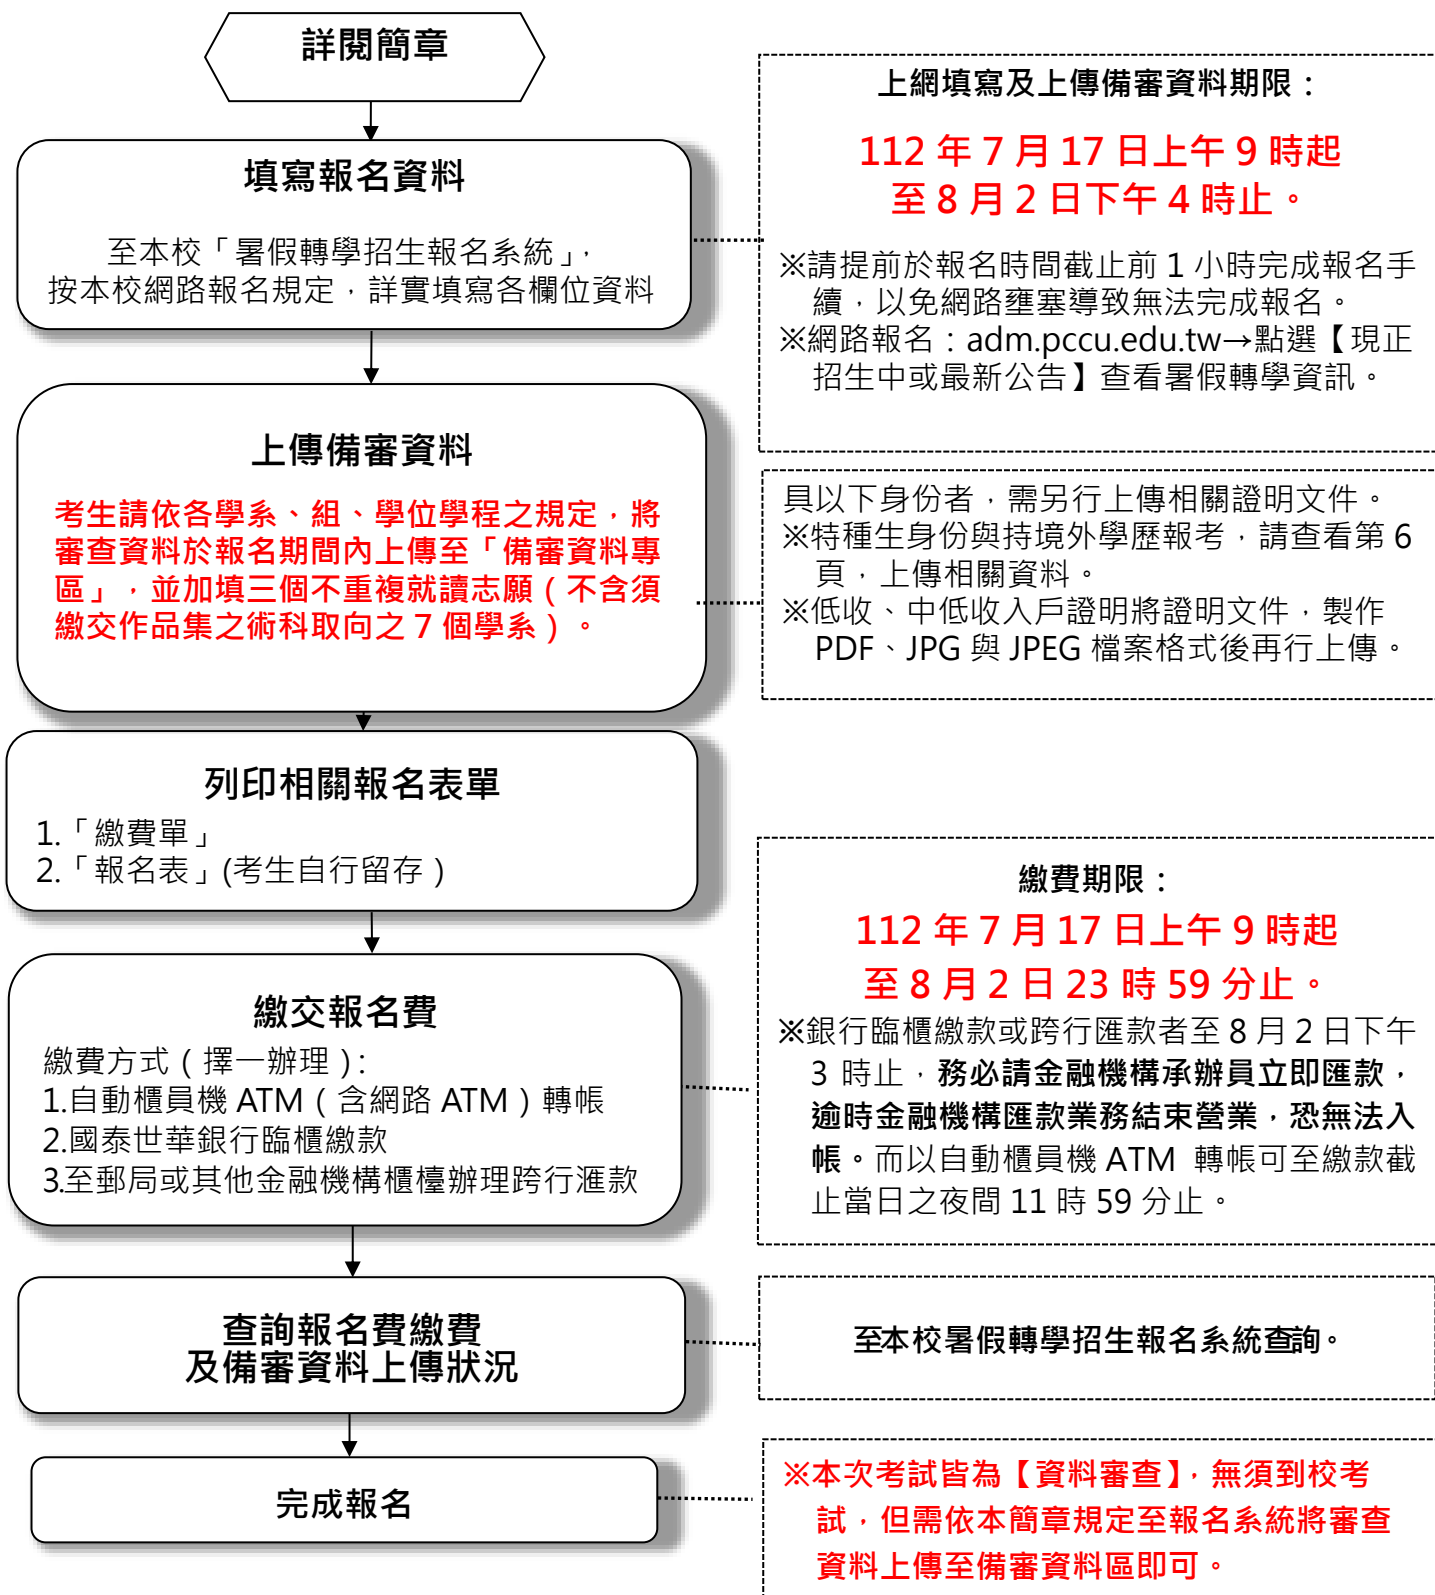 詳閱簡章
填寫報名資料
至本校「暑假轉學招生報名系統」，
按本校網路報名規定，詳實填寫各欄位資料
上網填寫及上傳備審資料期限：
112 年 7 月 17 日上午 9 時起
至 8 月 2 日下午 4 時止。
※請提前於報名時間截止前 1 小時完成報名手
續，以免網路壅塞導致無法完成報名。
※網路報名：adm.pccu.edu.tw→點選【現正
招生中或最新公告】查看暑假轉學資訊。
上傳備審資料
考生請依各學系、組、學位學程之規定，將
審查資料於報名期間內上傳至「備審資料專
區」，並加填三個不重複就讀志願（不含須
繳交作品集之術科取向之 7 個學系）。
具以下身份者，需另行上傳相關證明文件。
※特種生身份與持境外學歷報考，請查看第 6
頁，上傳相關資料。
※低收、中低收入戶證明將證明文件，製作
PDF、JPG 與 JPEG 檔案格式後再行上傳。
列印相關報名表單
1.「繳費單」
2.「報名表」(考生自行留存）
繳交報名費
繳費方式（擇一辦理）：
1.自動櫃員機 ATM（含網路 ATM）轉帳
2.國泰世華銀行臨櫃繳款
3.至郵局或其他金融機構櫃檯辦理跨行滙款
繳費期限：
112 年 7 月 17 日上午 9 時起
至 8 月 2 日 23 時 59 分止。
※銀行臨櫃繳款或跨行匯款者至 8 月 2 日下午
3 時止，務必請金融機構承辦員立即匯款，
逾時金融機構匯款業務結束營業，恐無法入
帳。而以自動櫃員機 ATM 轉帳可至繳款截
止當日之夜間 11 時 59 分止。
查詢報名費繳費
及備審資料上傳狀況
至本校暑假轉學招生報名系統查詢。
完成報名
※本次考試皆為【資料審查】，無須到校考
試，但需依本簡章規定至報名系統將審查
資料上傳至備審資料區即可。